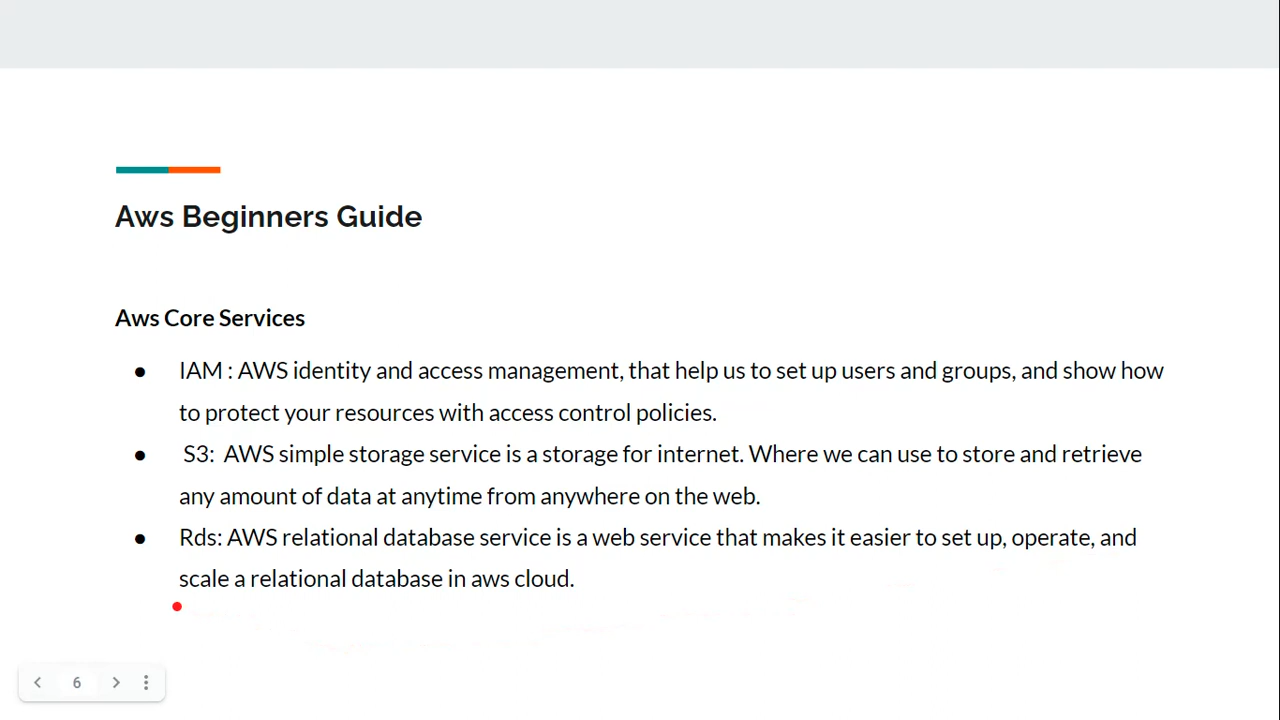 Aws Beginners Guide
Aws Core Services
● IAM : AWS identity and access management, that help us to set up users and groups, and show how
to protect your resources with access control policies.
● S3: AWS simple storage service is a storage for internet. Where we can use to store and retrieve
any amount of data at anytime from anywhere on the web.
● Rds: AWS relational database service is a web service that makes it easier to set up, operate, and
scale a relational database in aws cloud.
6